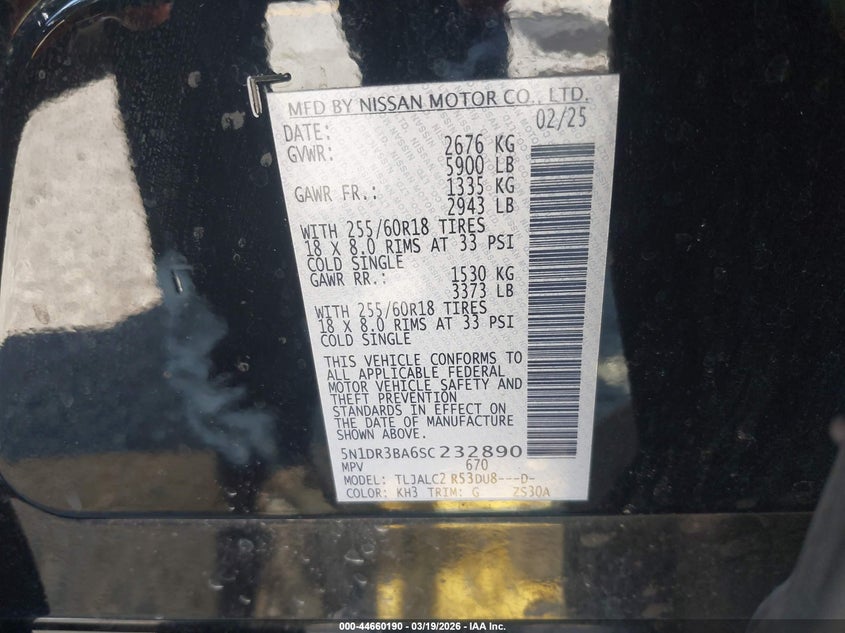 MFD BY NISSAN MOTOR CO., LTD.
DATE: 02/25
GVWR: 2676 KG
5900 LB
GAWR FR.: 1335 KG
2943 LB
WITH 255/60R18 TIRES
18 X 8.0 RIMS AT 33 PSI
COLD SINGLE
GAWR RR.: 1530 KG
3373 LB
WITH 255/60R18 TIRES
18 X 8.0 RIMS AT 33 PSI
COLD SINGLE
THIS VEHICLE CONFORMS TO
ALL APPLICABLE FEDERAL
MOTOR VEHICLE SAFETY AND
THEFT PREVENTION
STANDARDS IN EFFECT ON
THE DATE OF MANUFACTURE
SHOWN ABOVE.
5N1DR3BA6SC232890
MPV 670
MODEL: TLJALC2 R53DU8---D-
COLOR: KH3 TRIM: G ZS30A
000-44660190 - 03/19/2026 - IAA Inc.